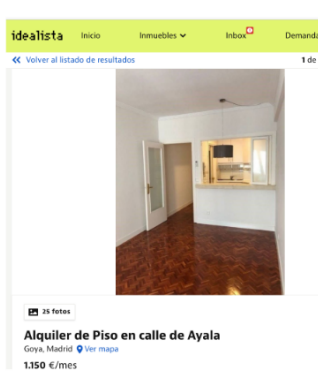 idealista Inicio Inmuebles Inbox Demanda
Volver al listado de resultados 1 de
25 fotos
Alquiler de Piso en calle de Ayala
Goya, Madrid Ver mapa
1.150 €/mes